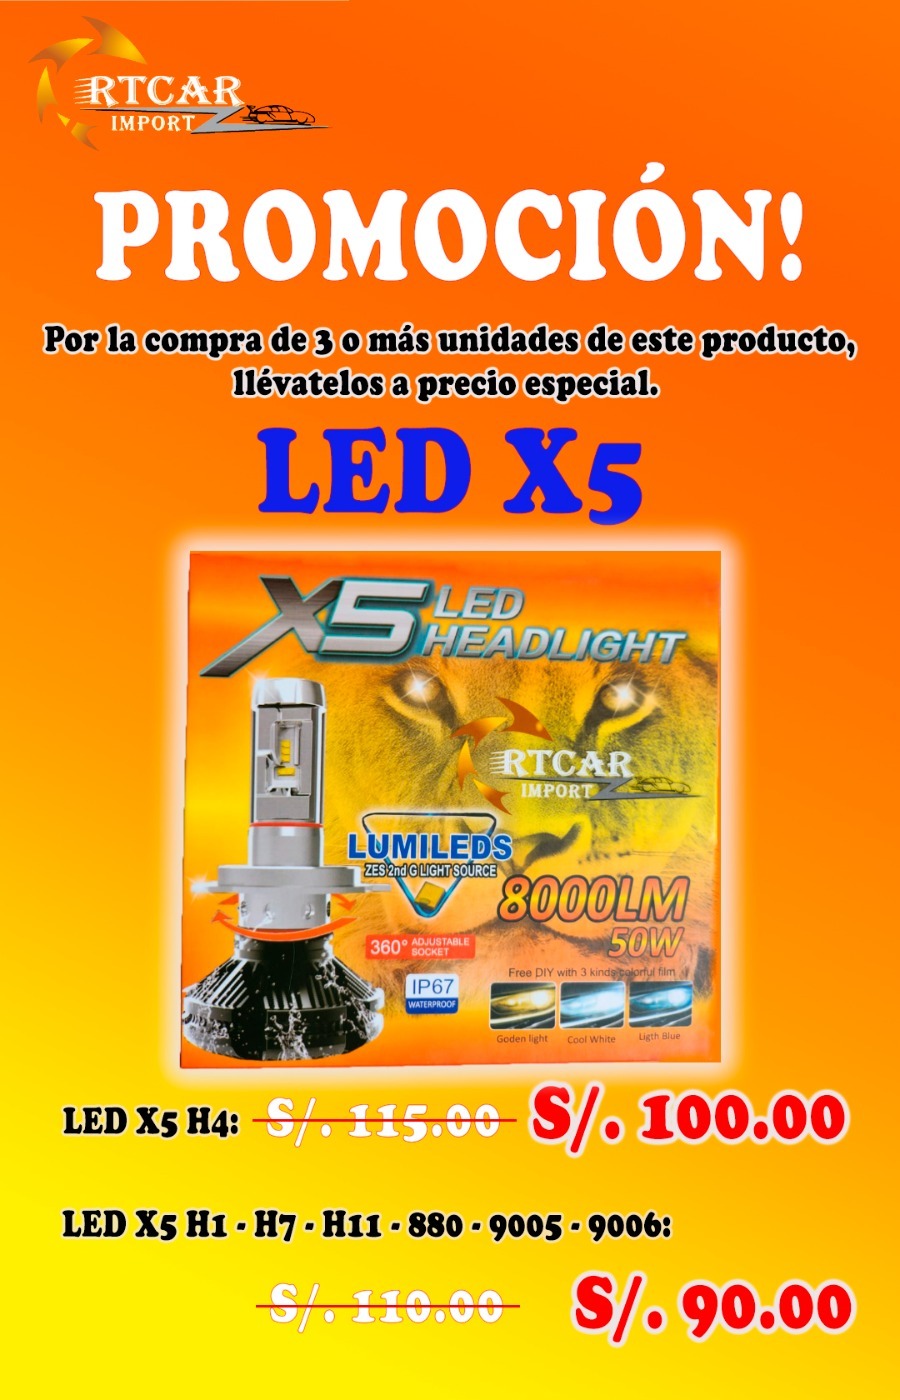 RTCAR
IMPORT
PROMOCIÓN!
Por la compra de 3 o más unidades de este producto,
llévatelos a precio especial.
LED X5
X5 LED
HEADLIGHT
RTCAR
IMPORT
LUMILEDS
ZES 2nd G LIGHT SOURCE
8000LM
50W
360° ADJUSTABLE
SOCKET
Free DIY with 3 kinds colorful film
IP67
WATERPROOF
Goden light Cool White Ligth Blue
LED X5 H4: S/. 115.00 S/. 100.00
LED X5 H1 - H7 - H11 - 880 - 9005 - 9006:
S/. 110.00 S/. 90.00